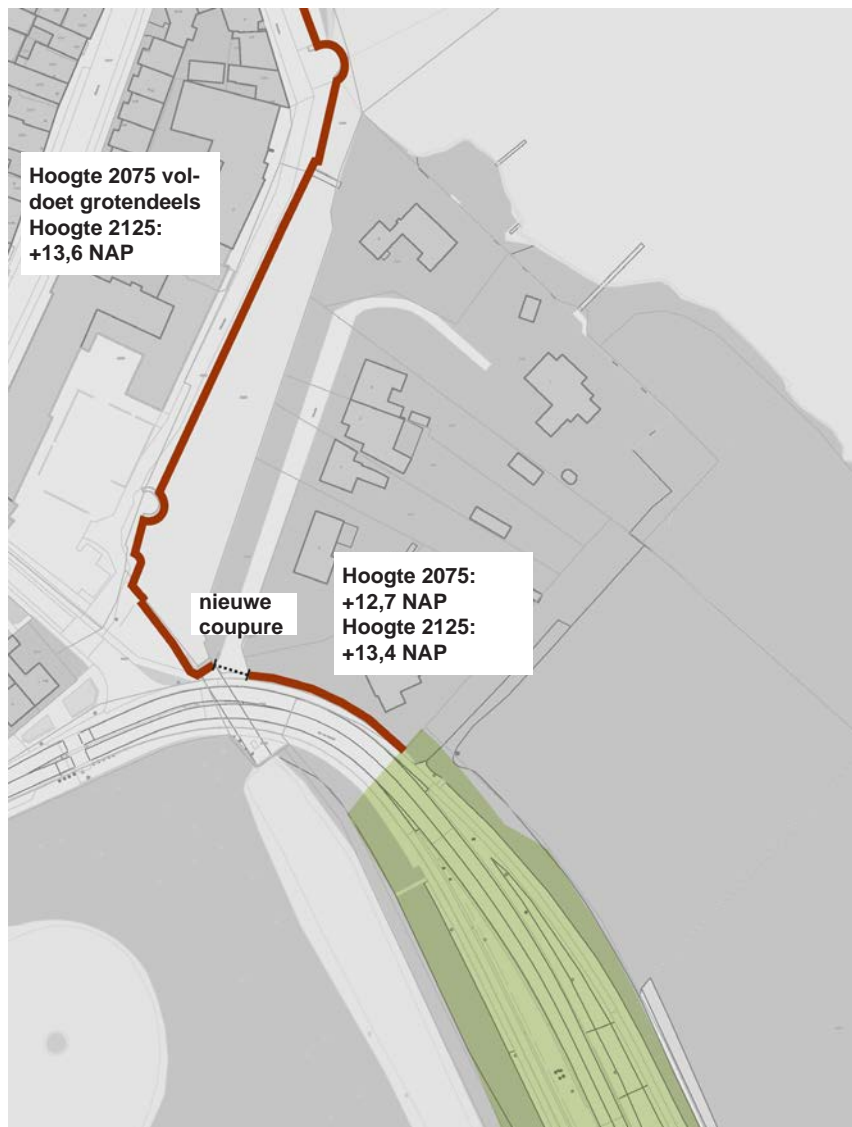 Hoogte 2075 vol-
doet grotendeels
Hoogte 2125:
+13,6 NAP
nieuwe
coupure
Hoogte 2075:
+12,7 NAP
Hoogte 2125:
+13,4 NAP